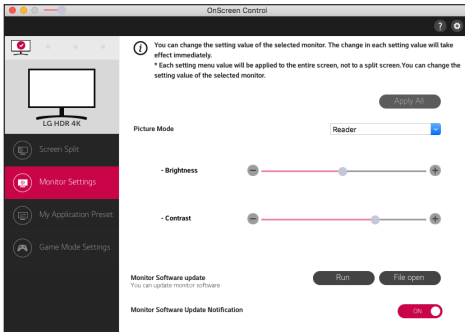 OnScreen Control
?
i
You can change the setting value of the selected monitor. The change in each setting value will take
effect immediately.
* Each setting menu value will be applied to the entire screen, not to a split screen.You can change the
setting value of the selected monitor.
LG HDR 4K
Apply All
Picture Mode
Reader
Screen Split
Monitor Settings
- Brightness
My Application Preset
- Contrast
Game Mode Settings
Monitor Software update
You can update monitor software
Run
File open
Monitor Software Update Notification
ON